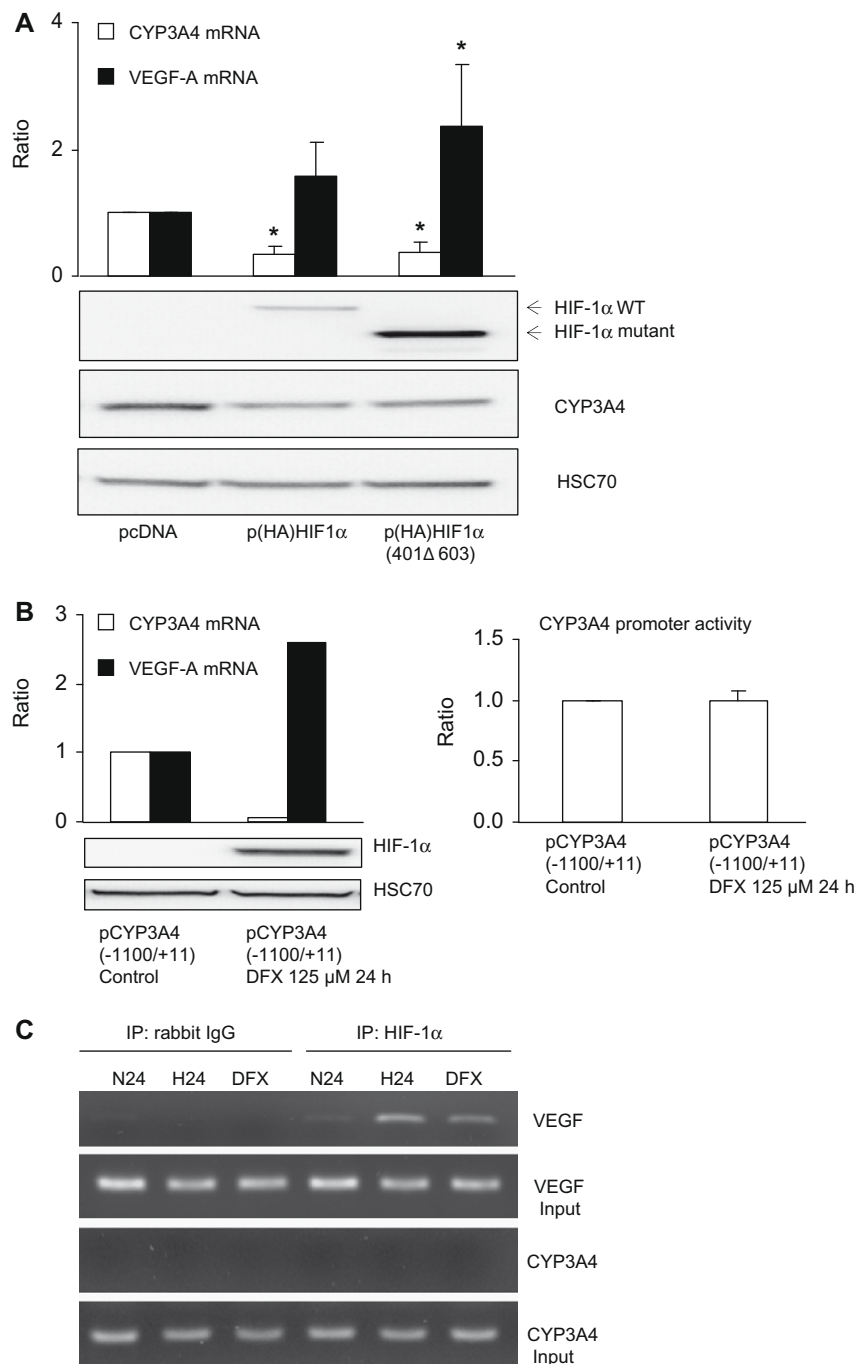 A
CYP3A4 mRNA
VEGF-A mRNA
Ratio
4
2
0
*
*
*
HIF-1α WT
HIF-1α mutant
CYP3A4
HSC70
pcDNA
p(HA)HIF1α
p(HA)HIF1α
(401Δ 603)
B
CYP3A4 mRNA
VEGF-A mRNA
Ratio
3
2
1
0
HIF-1α
HSC70
pCYP3A4
(-1100/+11)
Control
pCYP3A4
(-1100/+11)
DFX 125 µM 24 h
CYP3A4 promoter activity
Ratio
1.5
1.0
0.5
0.0
pCYP3A4
(-1100/+11)
Control
pCYP3A4
(-1100/+11)
DFX 125 µM 24 h
C
IP: rabbit IgG
IP: HIF-1α
N24 H24 DFX N24 H24 DFX
VEGF
VEGF
Input
CYP3A4
CYP3A4
Input